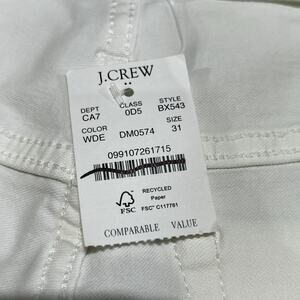 J.CREW
DEPT CLASS STYLE
CA7 0D5 BX543
COLOR SIZE
WDE DM0574 31
099107261715
FSC
RECYCLED
Paper
FSC® C117781
COMPARABLE VALUE